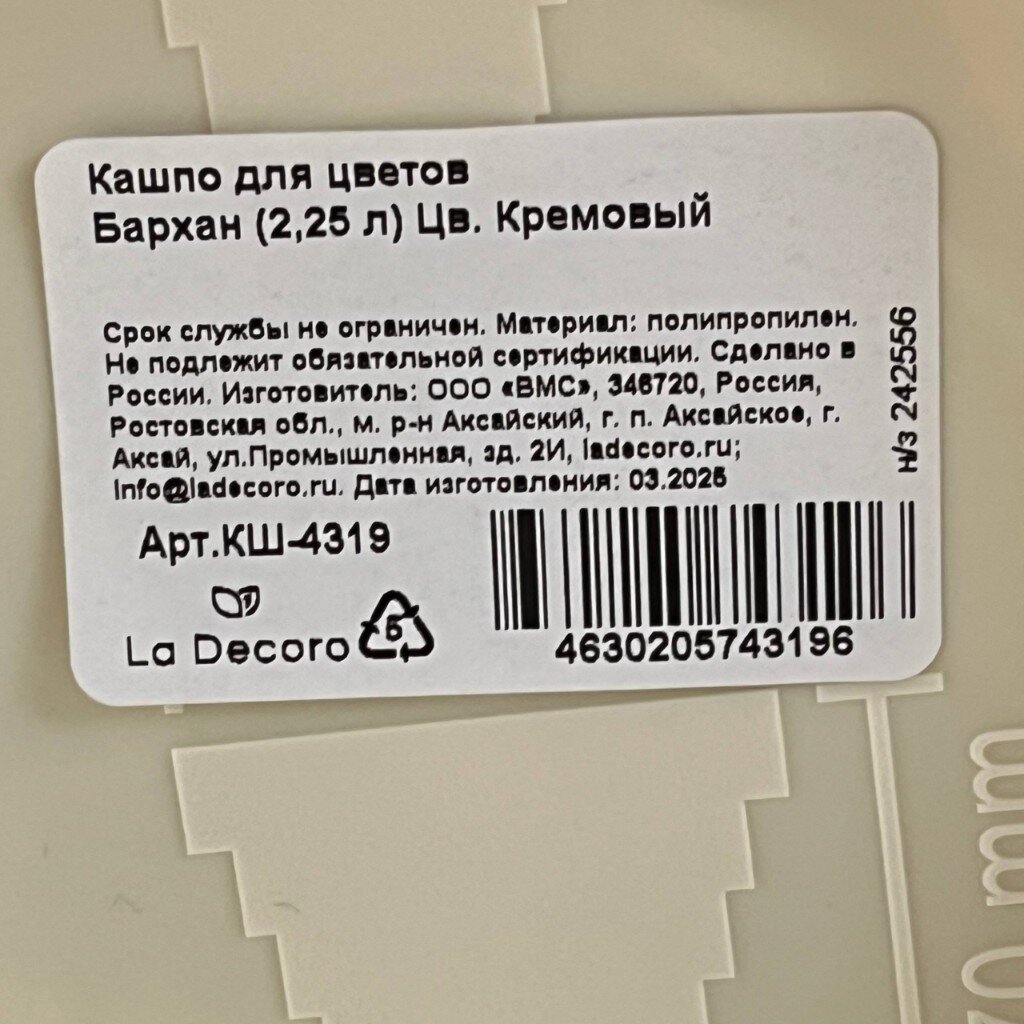 Кашпо для цветов
Бархан (2,25 л) Цв. Кремовый
Срок службы не ограничен. Материал: полипропилен.
Не подлежит обязательной сертификации. Сделано в
России. Изготовитель: ООО «ВМС», 346720, Россия,
Ростовская обл., м. р-н Аксайский, г. п. Аксайское, г.
Аксай, ул.Промышленная, зд. 2И, ladecoro.ru;
Info@ladecoro.ru. Дата изготовления: 03.2025
н/з 242556
Арт.КШ-4319
La Decoro
5
4630205743196
mm